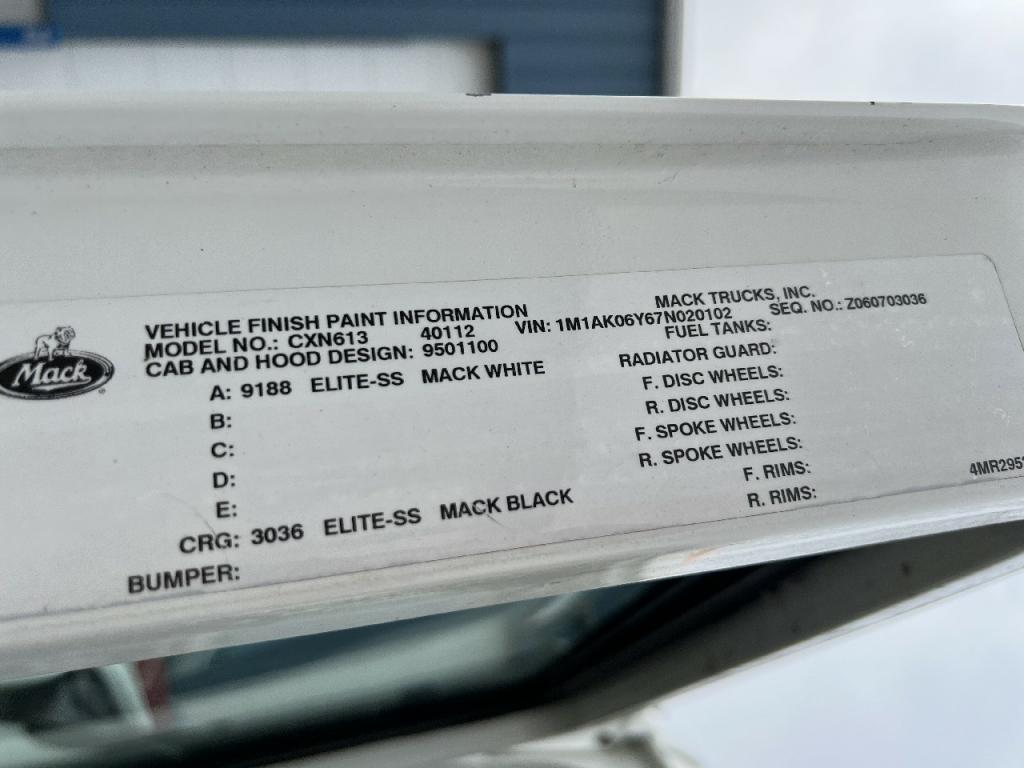 Mack
VEHICLE FINISH PAINT INFORMATION MACK TRUCKS, INC.
MODEL NO.: CXN613 40112 VIN: 1M1AK06Y67N020102 SEQ. NO.: Z060703036
CAB AND HOOD DESIGN: 9501100 FUEL TANKS:
A: 9188 ELITE-SS MACK WHITE RADIATOR GUARD:
B: F. DISC WHEELS:
C: R. DISC WHEELS:
D: F. SPOKE WHEELS:
E: R. SPOKE WHEELS:
CRG: 3036 ELITE-SS MACK BLACK F. RIMS:
BUMPER: R. RIMS: